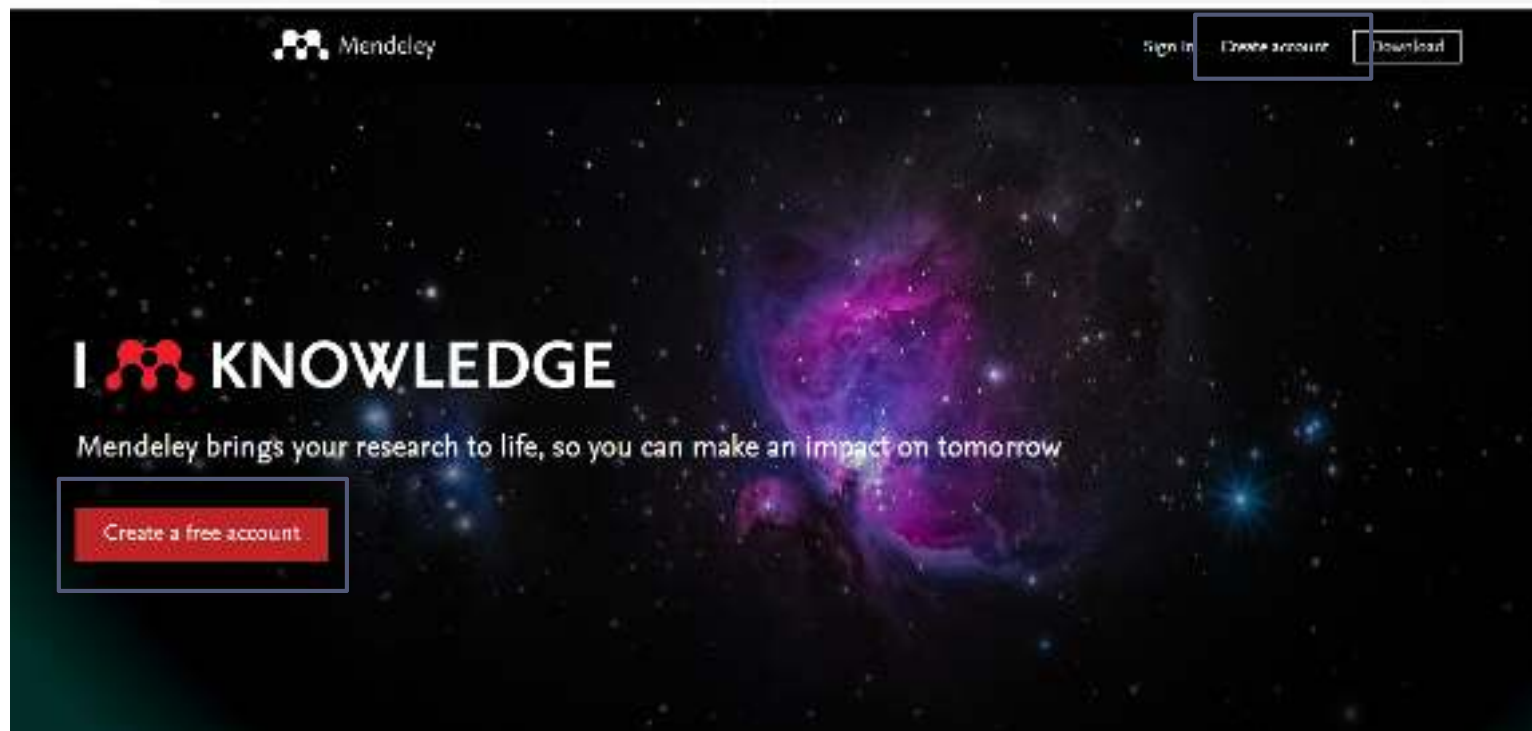 Mendeley
Sign In Create account Download
I KNOWLEDGE
Mendeley brings your research to life, so you can make an impact on tomorrow
Create a free account